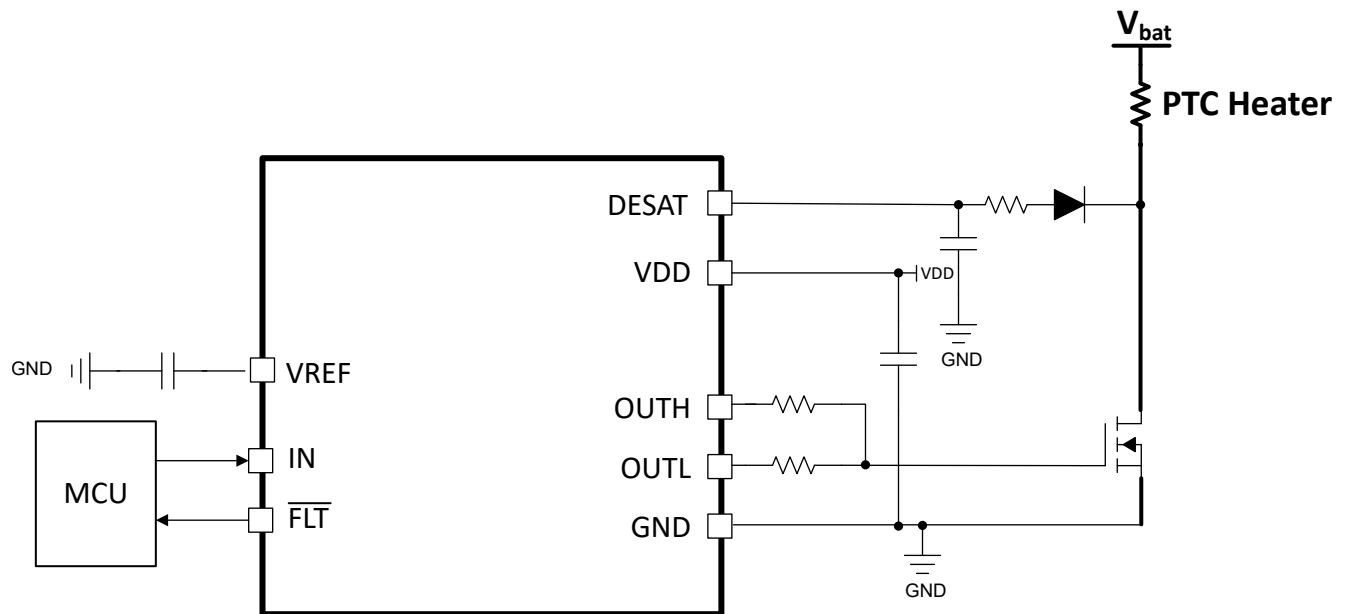 Vbat
PTC Heater
DESAT
VDD
VDD
GND
GND
VREF
OUTH
MCU
IN
OUTL
FLT
GND
GND